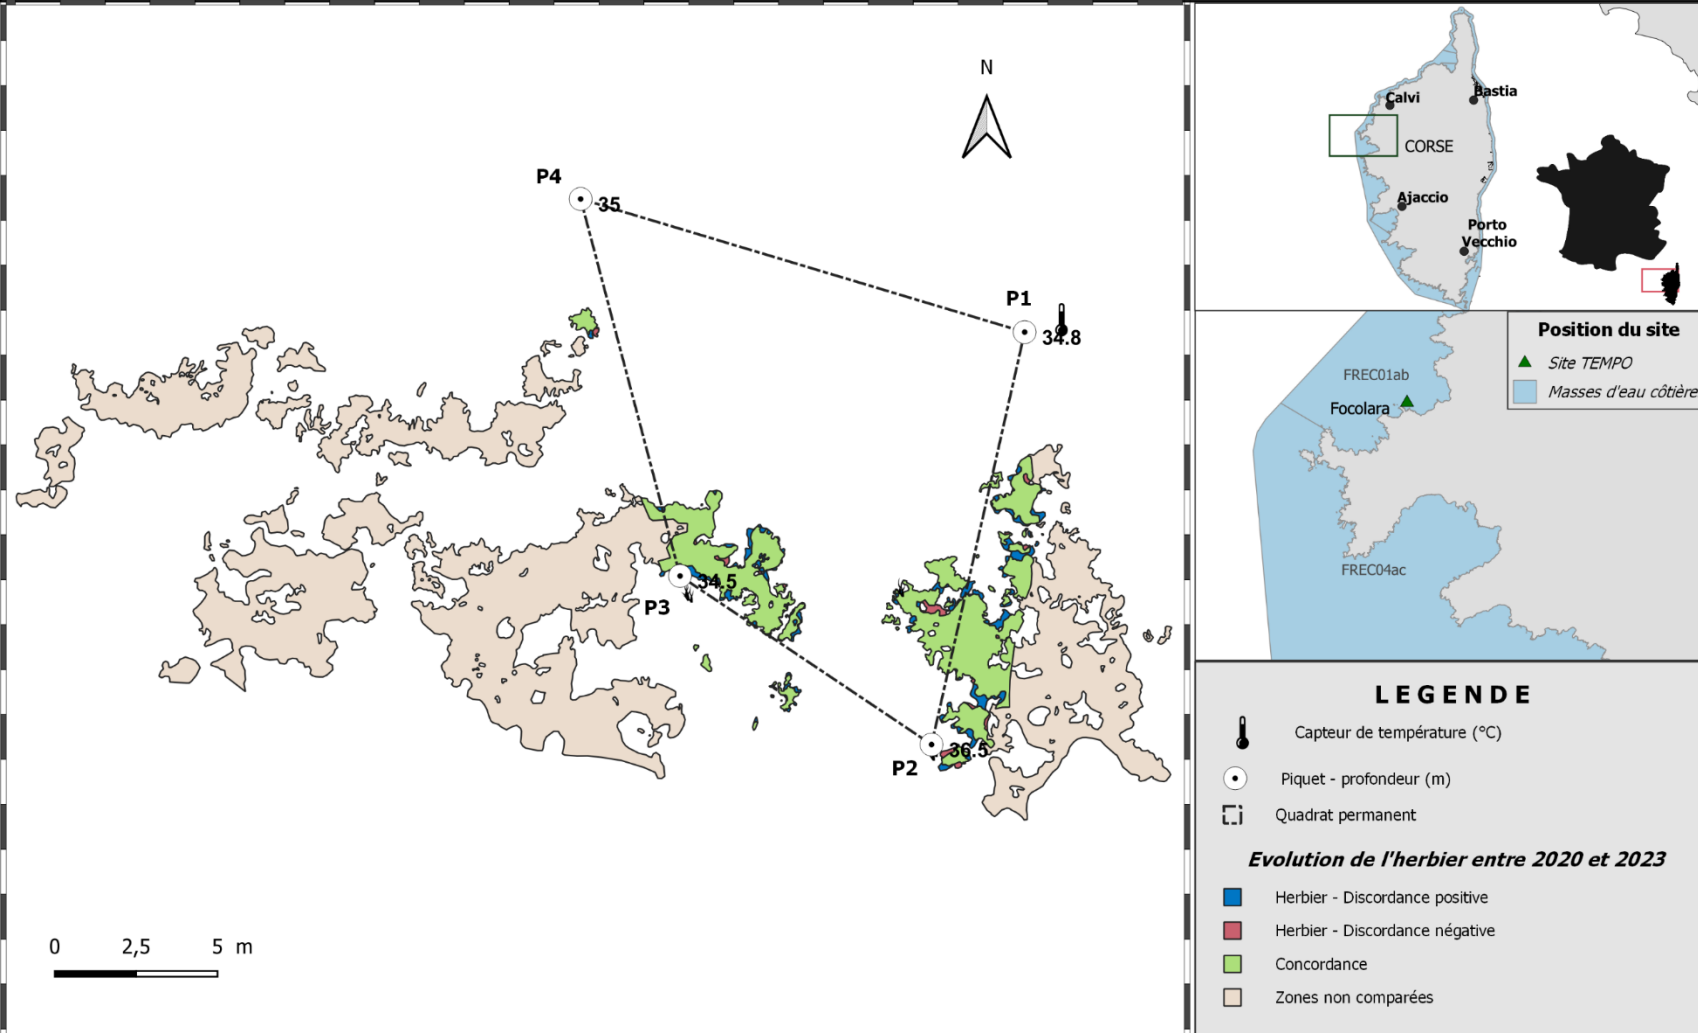 N
P4
35
P1
34.8
34.5
P3
36.5
P2
0 2,5 5 m
Calvi
Bastia
CORSE
Ajaccio
Porto
Vecchio
Position du site
Site TEMPO
Masses d'eau côtière
FREC01ab
Focolara
FREC04ac
LEGENDE
Capteur de température (°C)
Piquet - profondeur (m)
Quadrat permanent
Evolution de l'herbier entre 2020 et 2023
Herbier - Discordance positive
Herbier - Discordance négative
Concordance
Zones non comparées